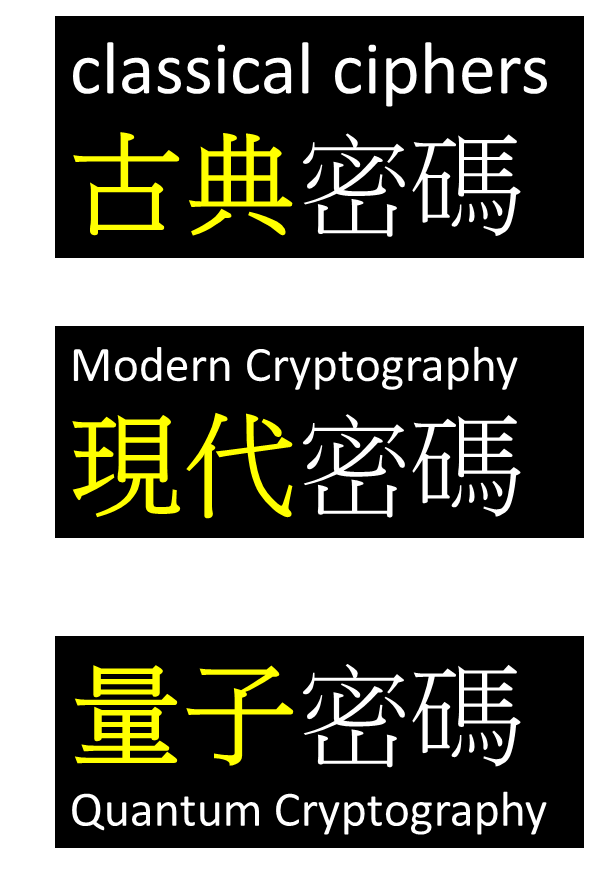 classical ciphers
古典密碼
Modern Cryptography
現代密碼
量子密碼
Quantum Cryptography